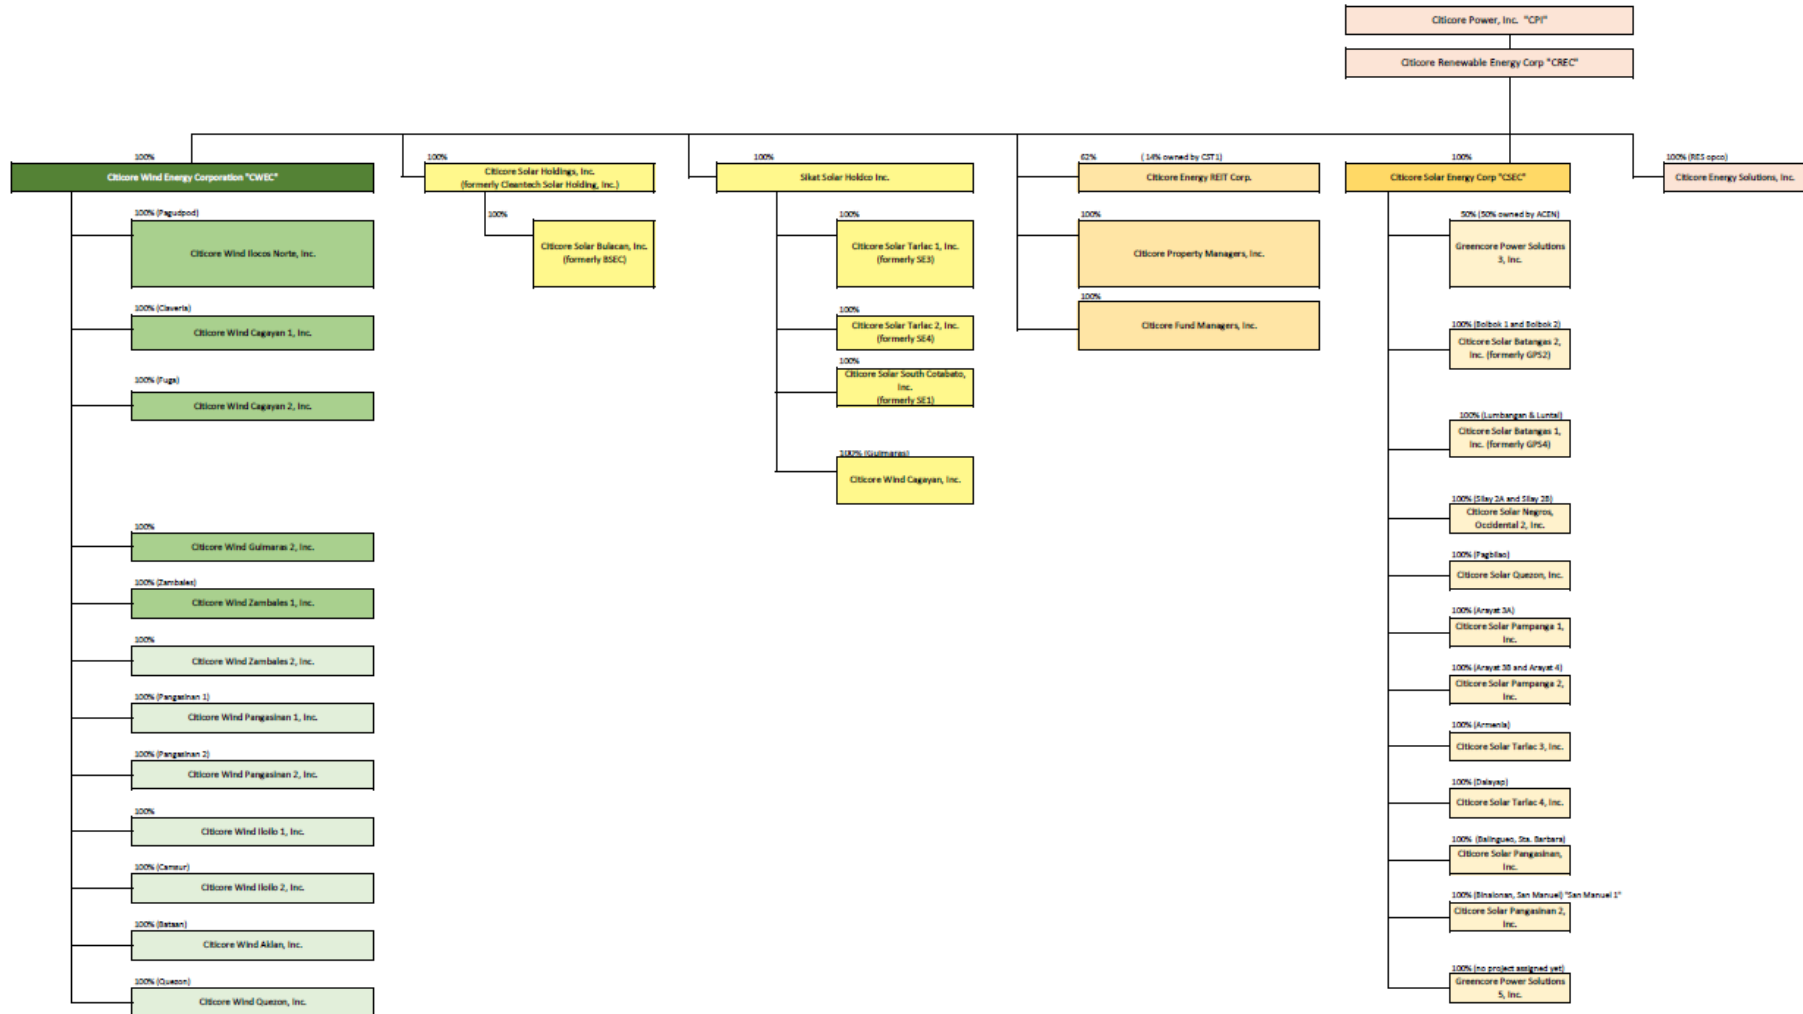 Citicore Power, Inc. "CPI"
Citicore Renewable Energy Corp "CREC"
100%
Citicore Wind Energy Corporation "CWEC"
100% (Pagudpod)
Citicore Wind Ilocos Norte, Inc.
100% (Claveria)
Citicore Wind Cagayan 1, Inc.
100% (Fuga)
Citicore Wind Cagayan 2, Inc.
100%
Citicore Wind Guimaras 2, Inc.
100% (Zambales)
Citicore Wind Zambales 1, Inc.
100%
Citicore Wind Zambales 2, Inc.
100% (Pangasinan 1)
Citicore Wind Pangasinan 1, Inc.
100% (Pangasinan 2)
Citicore Wind Pangasinan 2, Inc.
100%
Citicore Wind Iloilo 1, Inc.
100% (Camsur)
Citicore Wind Iloilo 2, Inc.
100% (Bataan)
Citicore Wind Aklan, Inc.
100% (Quezon)
Citicore Wind Quezon, Inc.
100%
Citicore Solar Holdings, Inc.
(formerly Cleantech Solar Holding, Inc.)
100%
Citicore Solar Bulacan, Inc.
(formerly BSEC)
100%
Sikat Solar Holdco Inc.
100%
Citicore Solar Tarlac 1, Inc.
(formerly SE3)
100%
Citicore Solar Tarlac 2, Inc.
(formerly SE4)
100%
Citicore Solar South Cotabato,
Inc.
(formerly SE1)
100% (Guimaras)
Citicore Wind Cagayan, Inc.
62% (14% owned by CST1)
Citicore Energy REIT Corp.
100%
Citicore Property Managers, Inc.
100%
Citicore Fund Managers, Inc.
100%
Citicore Solar Energy Corp "CSEC"
50% (50% owned by ACEN)
Greencore Power Solutions
3, Inc.
100% (Bolbok 1 and Bolbok 2)
Citicore Solar Batangas 2,
Inc. (formerly GPS2)
100% (Lumbangan & Luntal)
Citicore Solar Batangas 1,
Inc. (formerly GPS4)
100% (Silay 2A and Silay 2B)
Citicore Solar Negros,
Occidental 2, Inc.
100% (Pagbilao)
Citicore Solar Quezon, Inc.
100% (Arayat 3A)
Citicore Solar Pampanga 1,
Inc.
100% (Arayat 3B and Arayat 4)
Citicore Solar Pampanga 2,
Inc.
100% (Armenia)
Citicore Solar Tarlac 3, Inc.
100% (Dalayap)
Citicore Solar Tarlac 4, Inc.
100% (Balingueo, Sta. Barbara)
Citicore Solar Pangasinan,
Inc.
100% (Binalonan, San Manuel) "San Manuel 1"
Citicore Solar Pangasinan 2,
Inc.
100% (no project assigned yet)
Greencore Power Solutions
5, Inc.
100% (RES opco)
Citicore Energy Solutions, Inc.